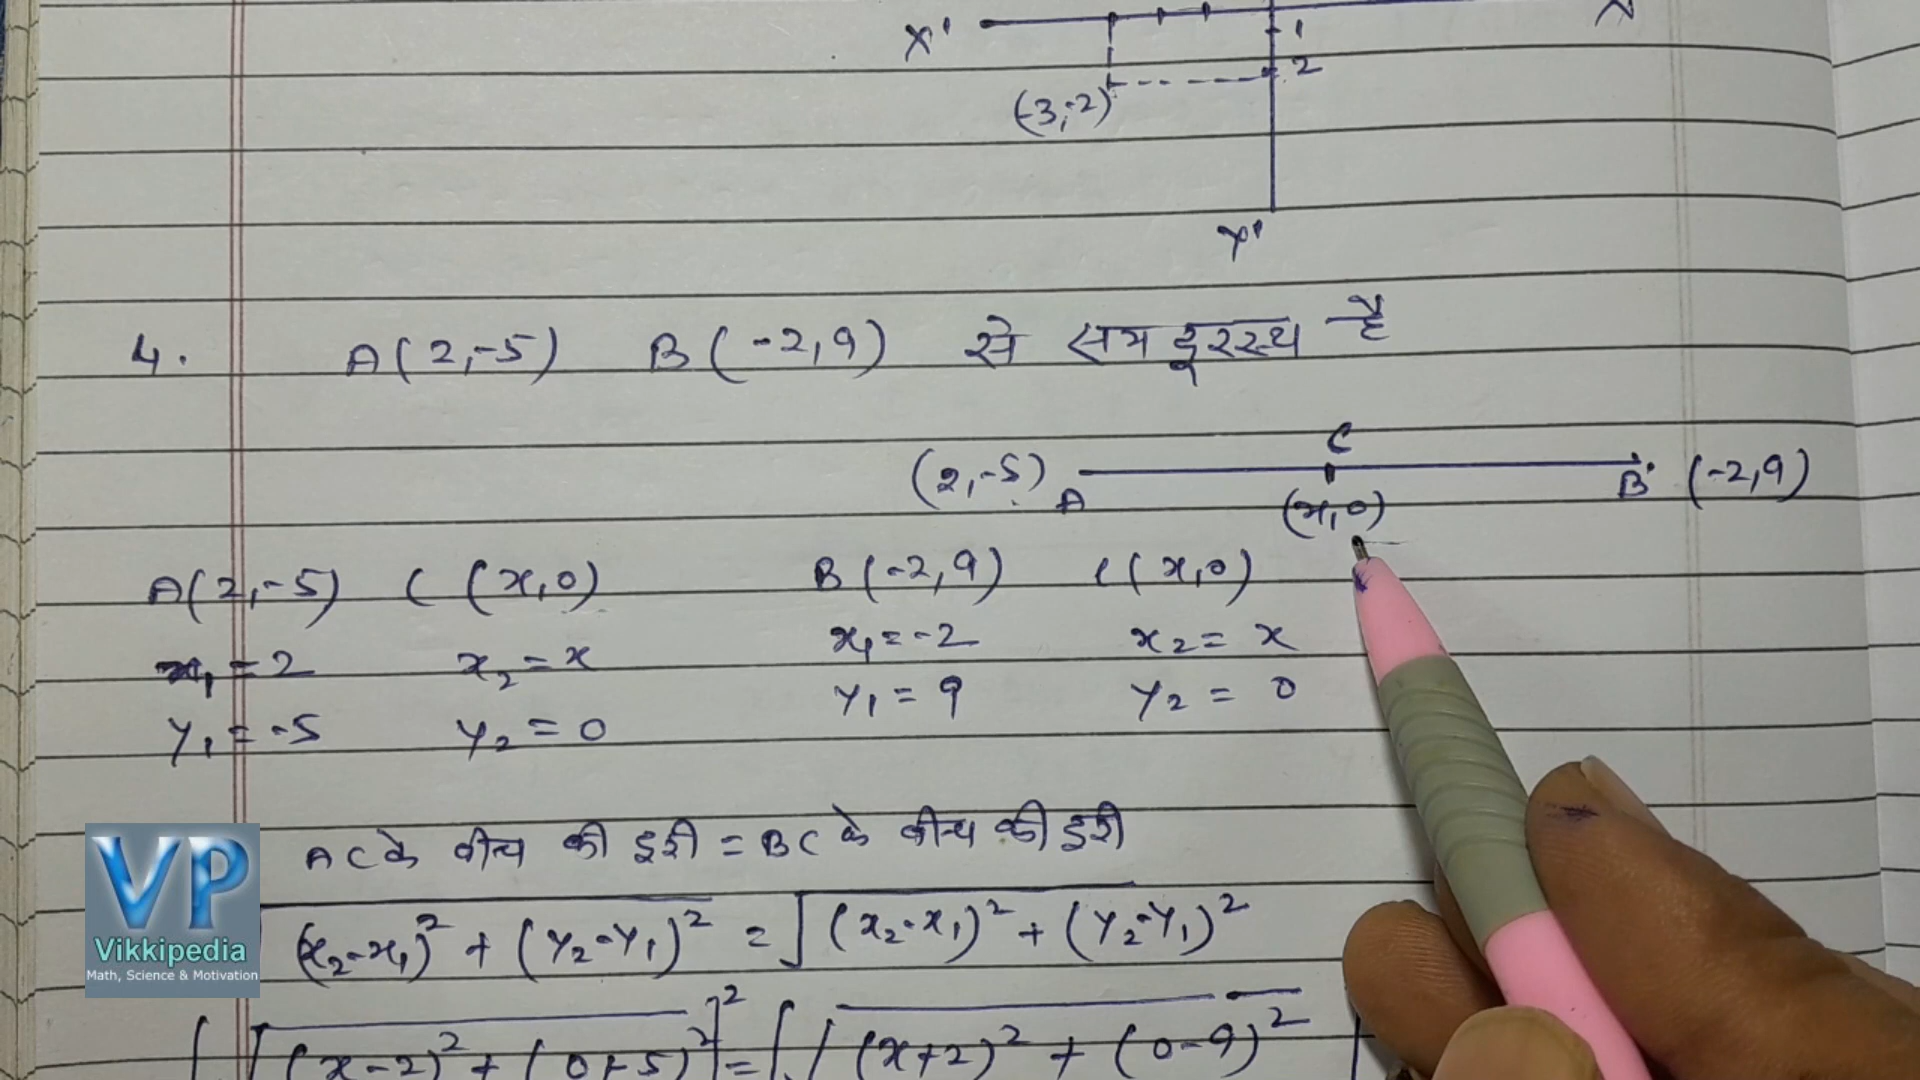 X' 1 X
2
(-3,-2)
Y'
4. A(2,-5) B(-2,9) से समदूरस्थ है
C
(2,-5) A B (-2,9)
(x,0)
A(2,-5) C (x,0) B(-2,9) C(x,0)
x₁=2 x₂=x x₁=-2 x₂=x
y₁=-5 y₂=0 y₁=9 y₂=0
AC के बीच की दूरी = BC के बीच की दूरी
√(x₂-x₁)²+(y₂-y₁)² = √(x₂-x₁)²+(y₂-y₁)²
[√(x-2)²+(0+5)²]² = [√(x+2)²+(0-9)²
VP
Vikkipedia
Math, Science & Motivation